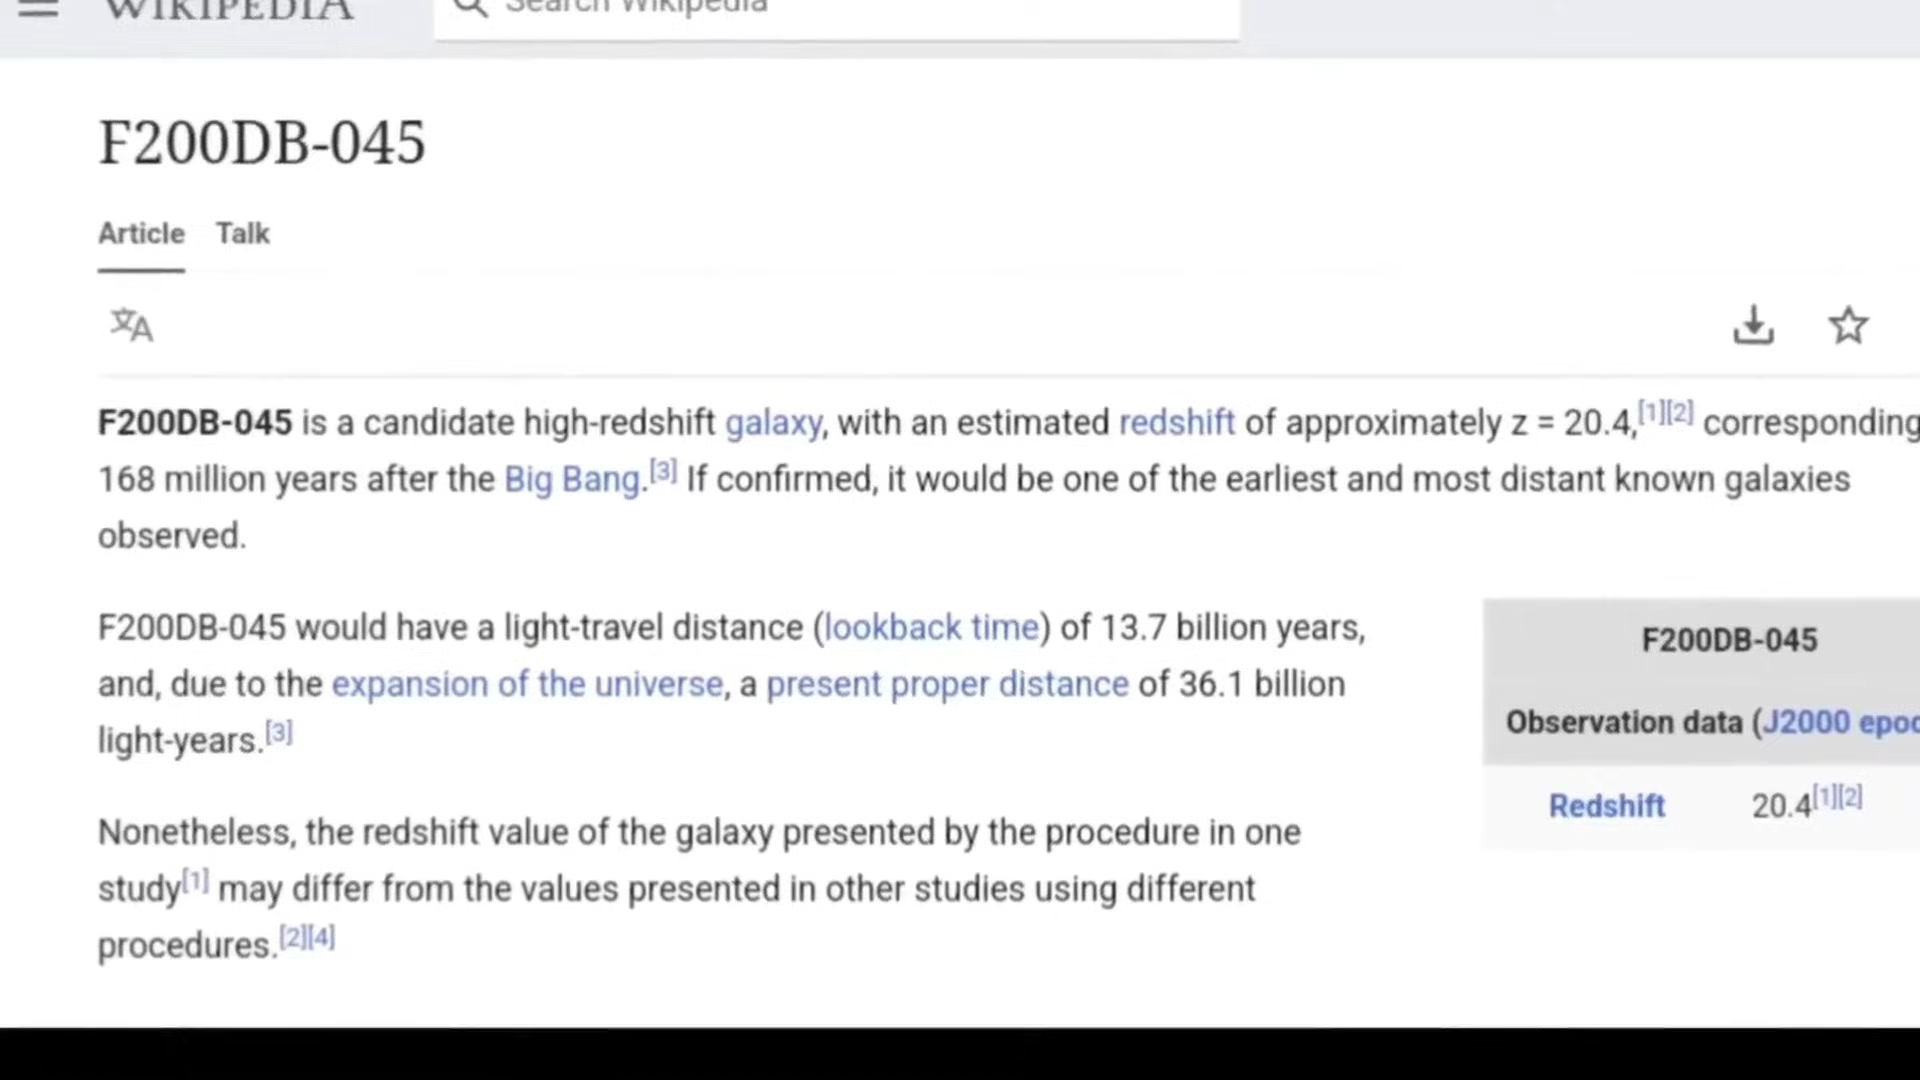 WIKIPEDIA
Search Wikipedia
F200DB-045
Article Talk
F200DB-045 is a candidate high-redshift galaxy, with an estimated redshift of approximately z = 20.4,[1][2] corresponding
168 million years after the Big Bang.[3] If confirmed, it would be one of the earliest and most distant known galaxies
observed.
F200DB-045 would have a light-travel distance (lookback time) of 13.7 billion years,
and, due to the expansion of the universe, a present proper distance of 36.1 billion
light-years.[3]
Nonetheless, the redshift value of the galaxy presented by the procedure in one
study[1] may differ from the values presented in other studies using different
procedures.[2][4]
F200DB-045
Observation data (J2000 epoc
Redshift 20.4[1][2]